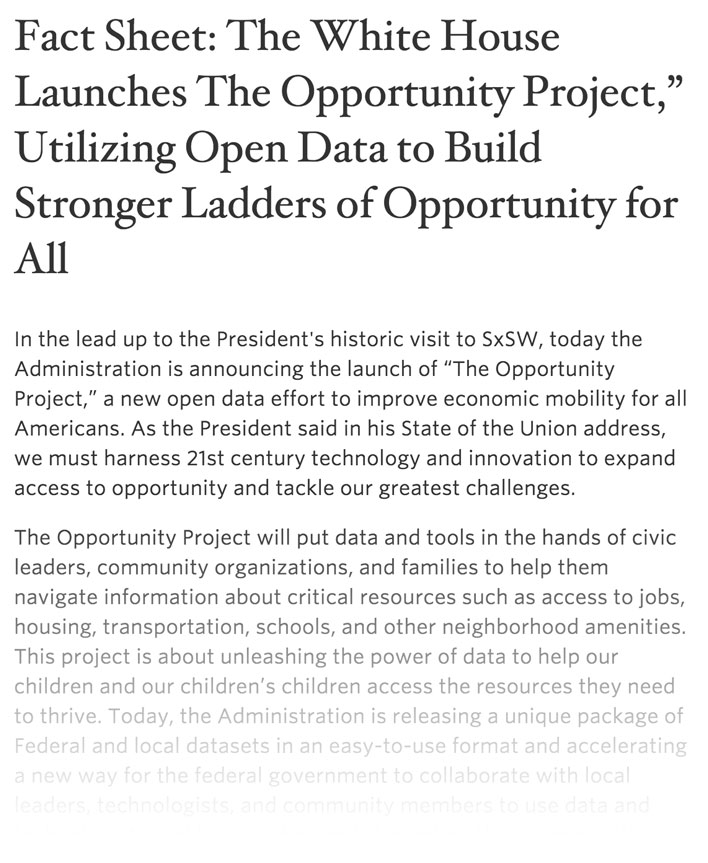 Fact Sheet: The White House
Launches The Opportunity Project,”
Utilizing Open Data to Build
Stronger Ladders of Opportunity for
All
In the lead up to the President's historic visit to SxSW, today the
Administration is announcing the launch of “The Opportunity
Project,” a new open data effort to improve economic mobility for all
Americans. As the President said in his State of the Union address,
we must harness 21st century technology and innovation to expand
access to opportunity and tackle our greatest challenges.
The Opportunity Project will put data and tools in the hands of civic
leaders, community organizations, and families to help them
navigate information about critical resources such as access to jobs,
housing, transportation, schools, and other neighborhood amenities.
This project is about unleashing the power of data to help our
children and our children’s children access the resources they need
to thrive. Today, the Administration is releasing a unique package of
Federal and local datasets in an easy-to-use format and accelerating
a new way for the federal government to collaborate with local
leaders, technologists, and community members to use data and